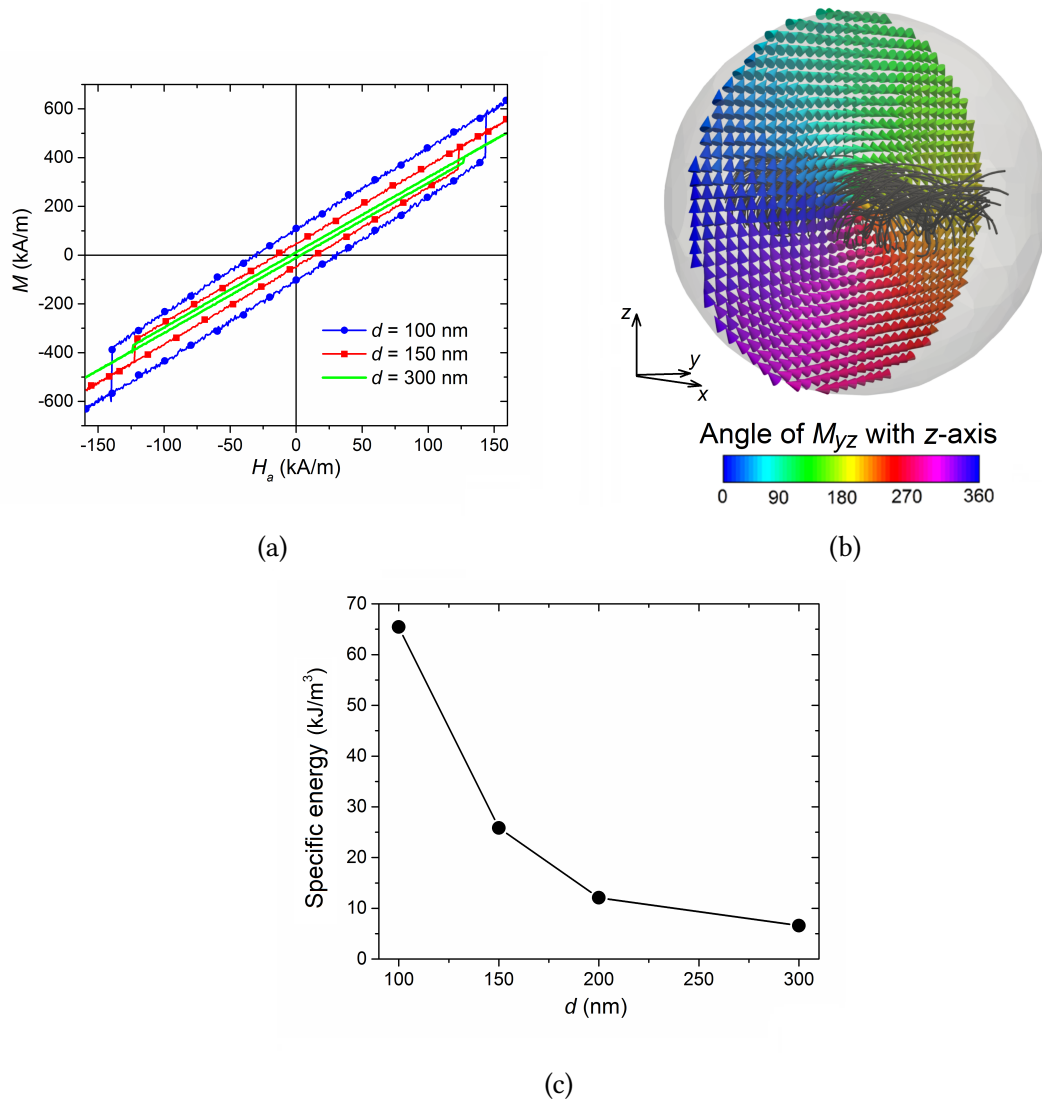 600
400
200
0
-200
-400
-600
M (kA/m)
-150 -100 -50 0 50 100 150
Hₐ (kA/m)
d = 100 nm
d = 150 nm
d = 300 nm
(a)
z
y
x
Angle of Myz with z-axis
0 90 180 270 360
(b)
70
60
50
40
30
20
10
0
Specific energy (kJ/m³)
100 150 200 250 300
d (nm)
(c)